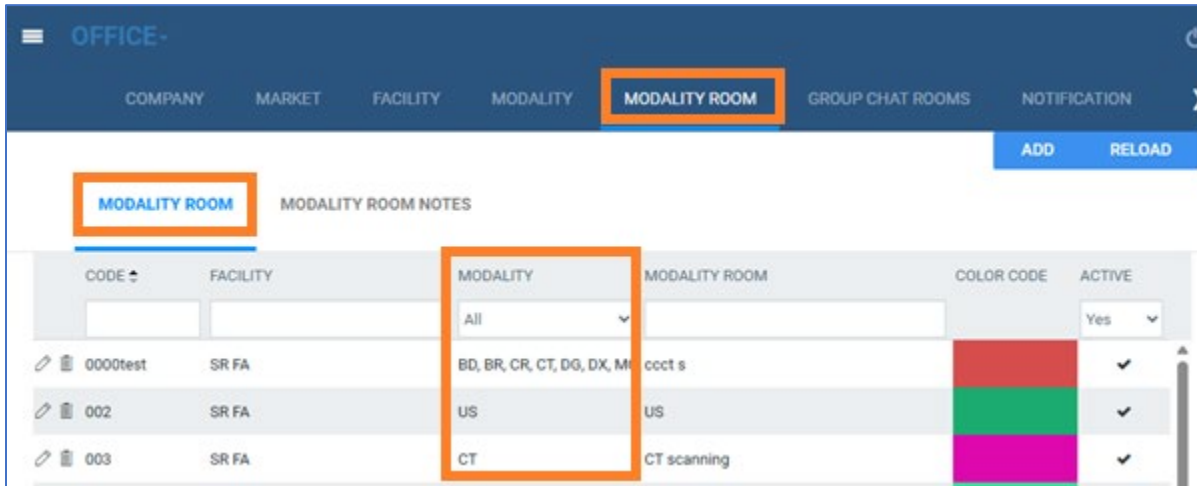 OFFICE-
COMPANY MARKET FACILITY MODALITY MODALITY ROOM GROUP CHAT ROOMS NOTIFICATION
ADD RELOAD
MODALITY ROOM MODALITY ROOM NOTES
CODE FACILITY MODALITY MODALITY ROOM COLOR CODE ACTIVE
All Yes
0000test SR FA BD, BR, CR, CT, DG, DX, ccct s
002 SR FA US US
003 SR FA CT CT scanning